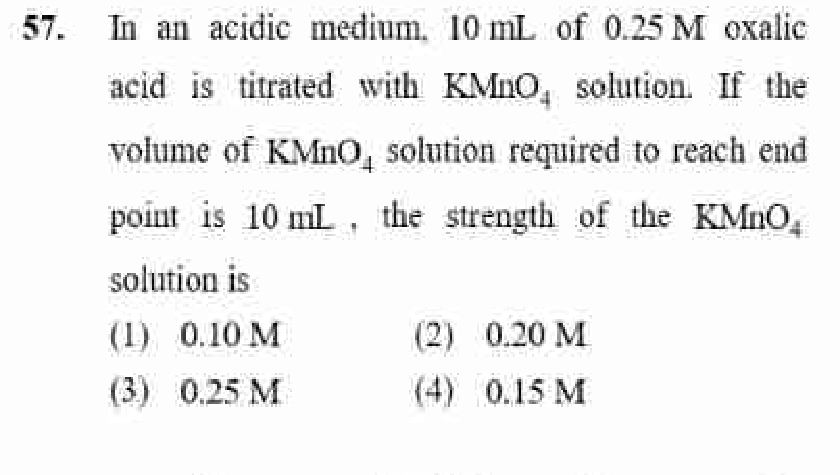 57. In an acidic medium, 10 mL of 0.25 M oxalic
acid is titrated with KMnO₄ solution. If the
volume of KMnO₄ solution required to reach end
point is 10 mL , the strength of the KMnO₄
solution is
(1) 0.10 M (2) 0.20 M
(3) 0.25 M (4) 0.15 M